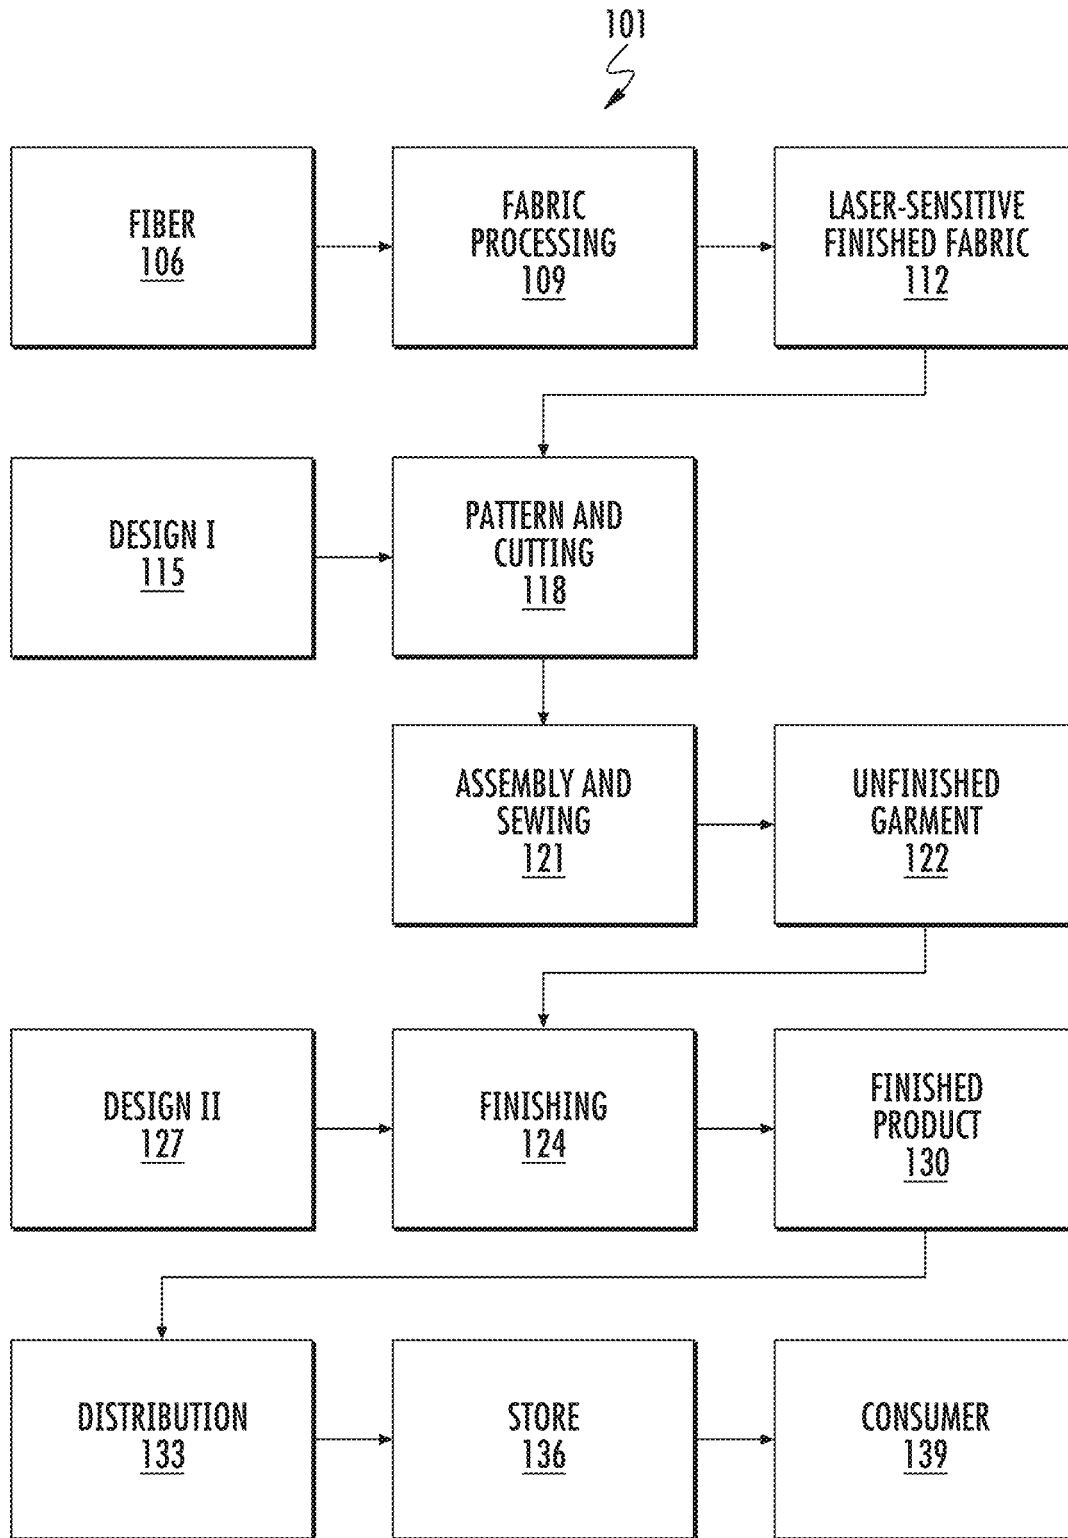 101
FIBER
106
FABRIC
PROCESSING
109
LASER-SENSITIVE
FINISHED FABRIC
112
DESIGN I
115
PATTERN AND
CUTTING
118
ASSEMBLY AND
SEWING
121
UNFINISHED
GARMENT
122
DESIGN II
127
FINISHING
124
FINISHED
PRODUCT
130
DISTRIBUTION
133
STORE
136
CONSUMER
139